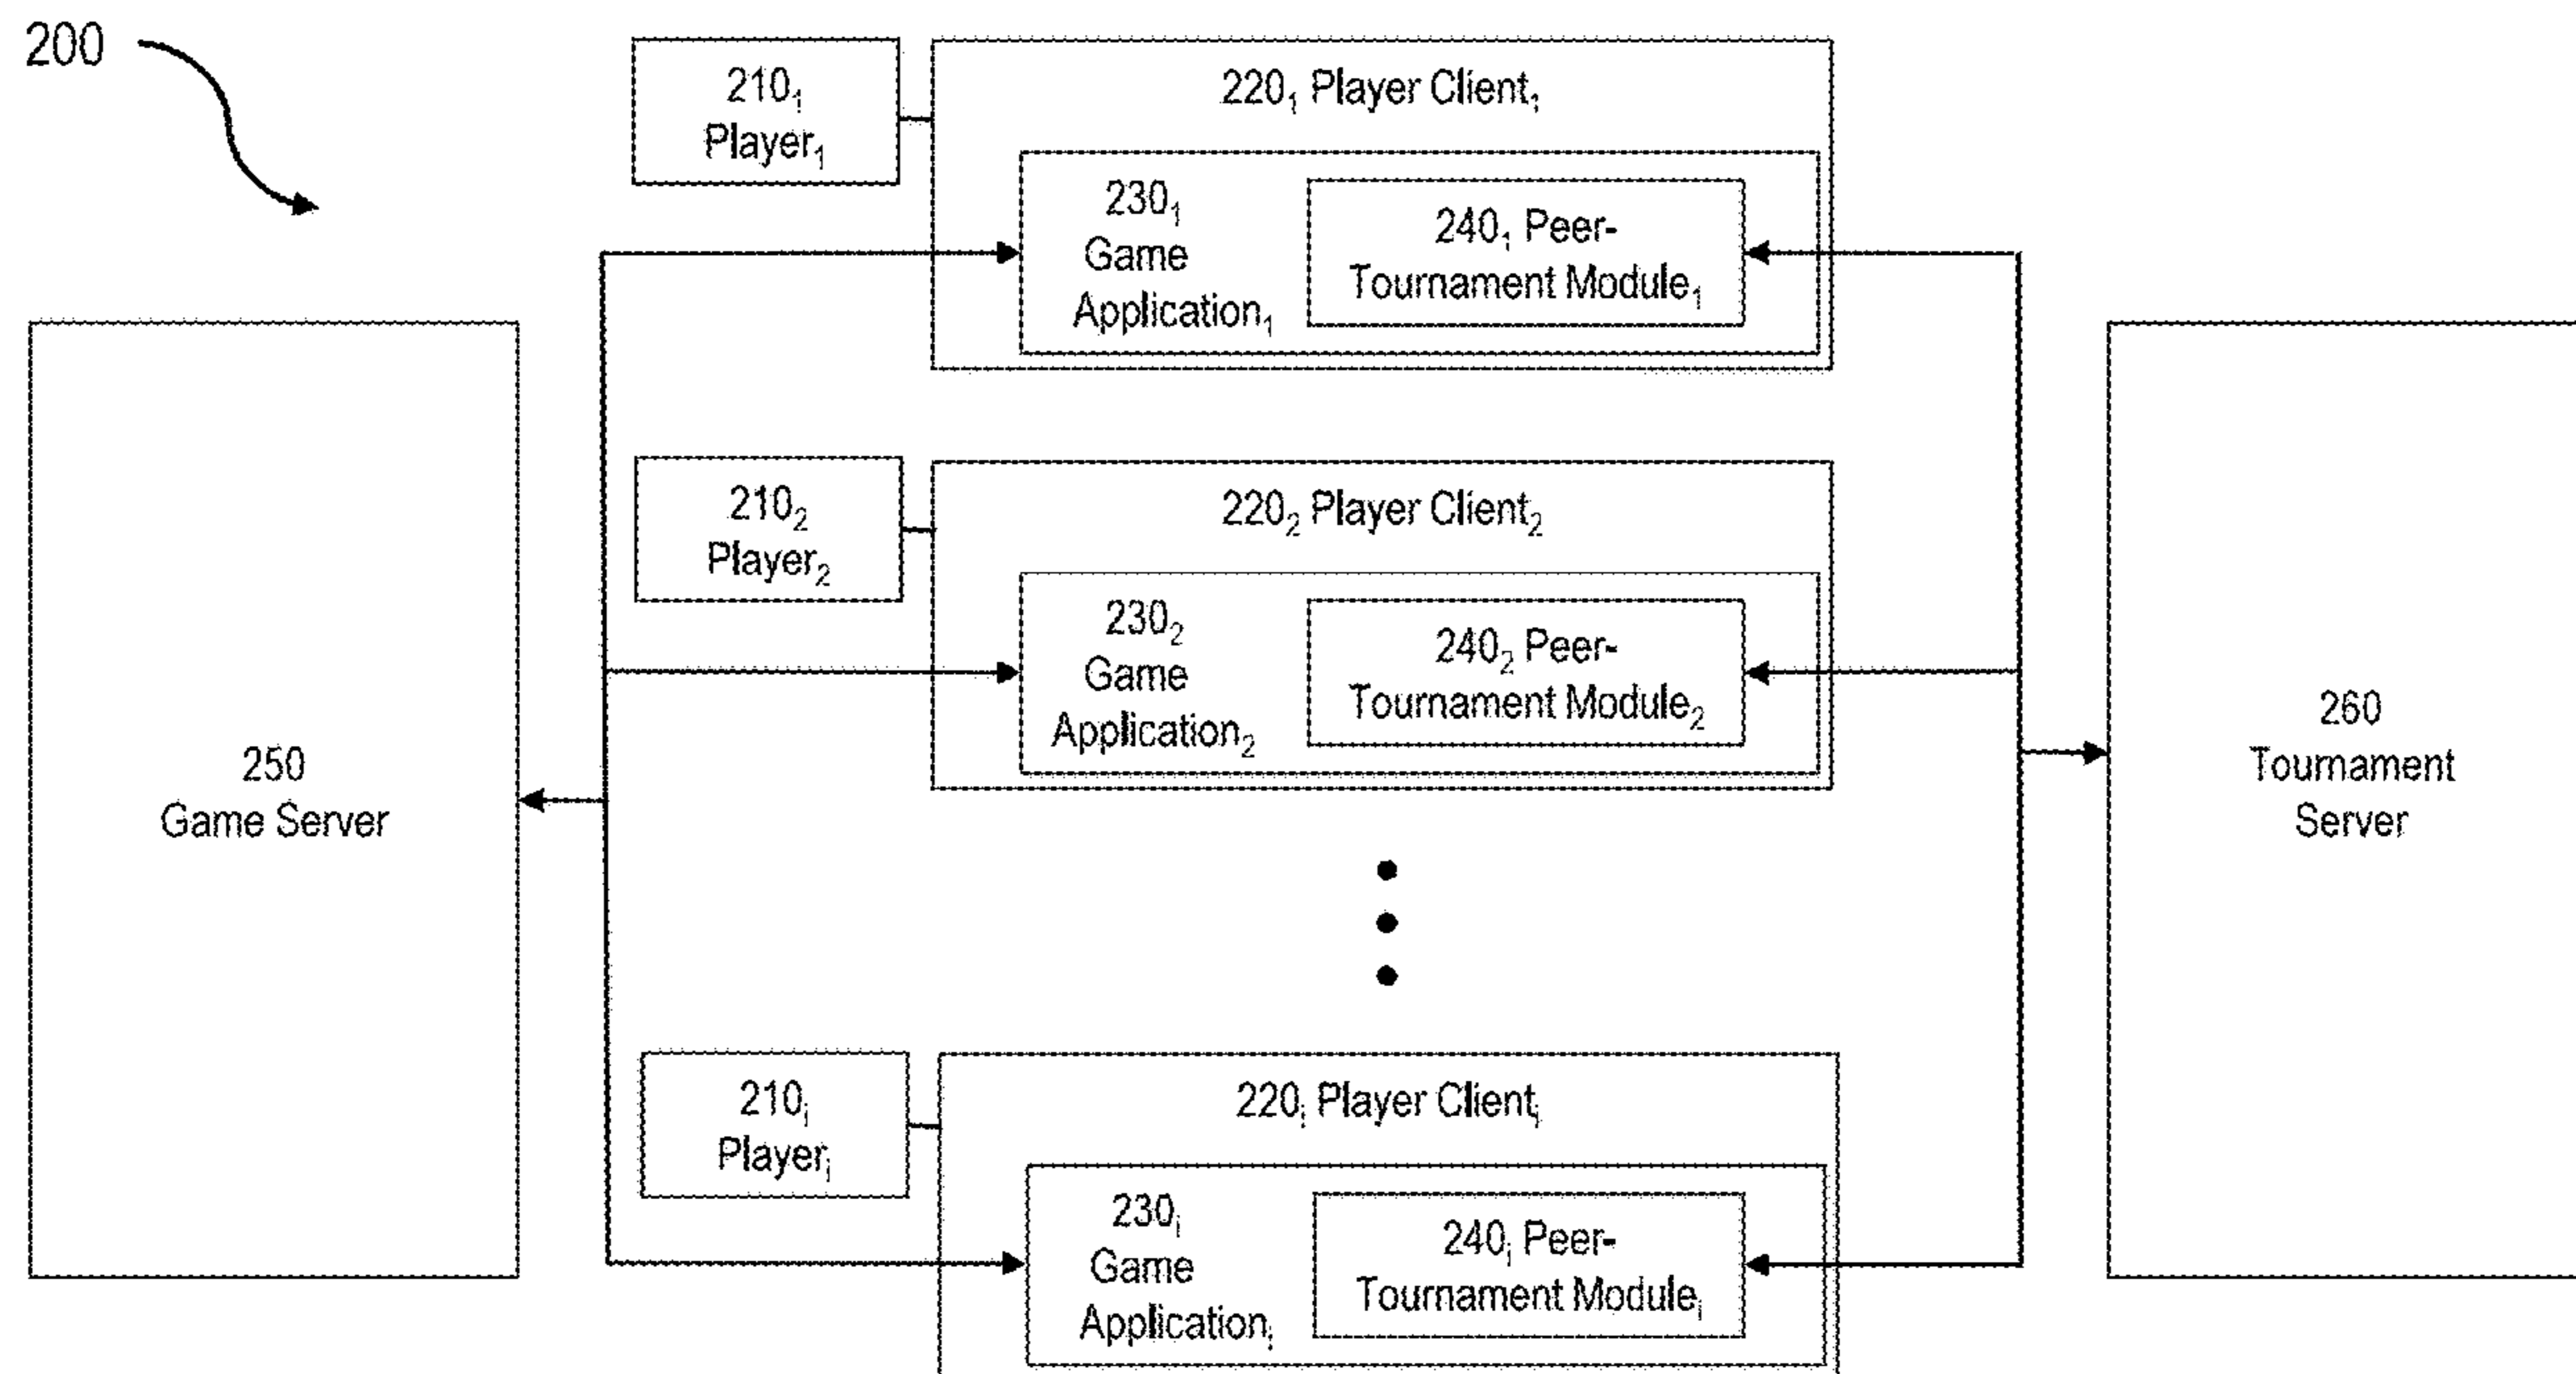 200
210₁
Player₁
220₁ Player Client₁
230₁
Game
Application₁
240₁ Peer-
Tournament Module₁
210₂
Player₂
220₂ Player Client₂
230₂
Game
Application₂
240₂ Peer-
Tournament Module₂
250
Game Server
260
Tournament
Server
210ᵢ
Playerᵢ
220ᵢ Player Clientᵢ
230ᵢ
Game
Applicationᵢ
240ᵢ Peer-
Tournament Moduleᵢ